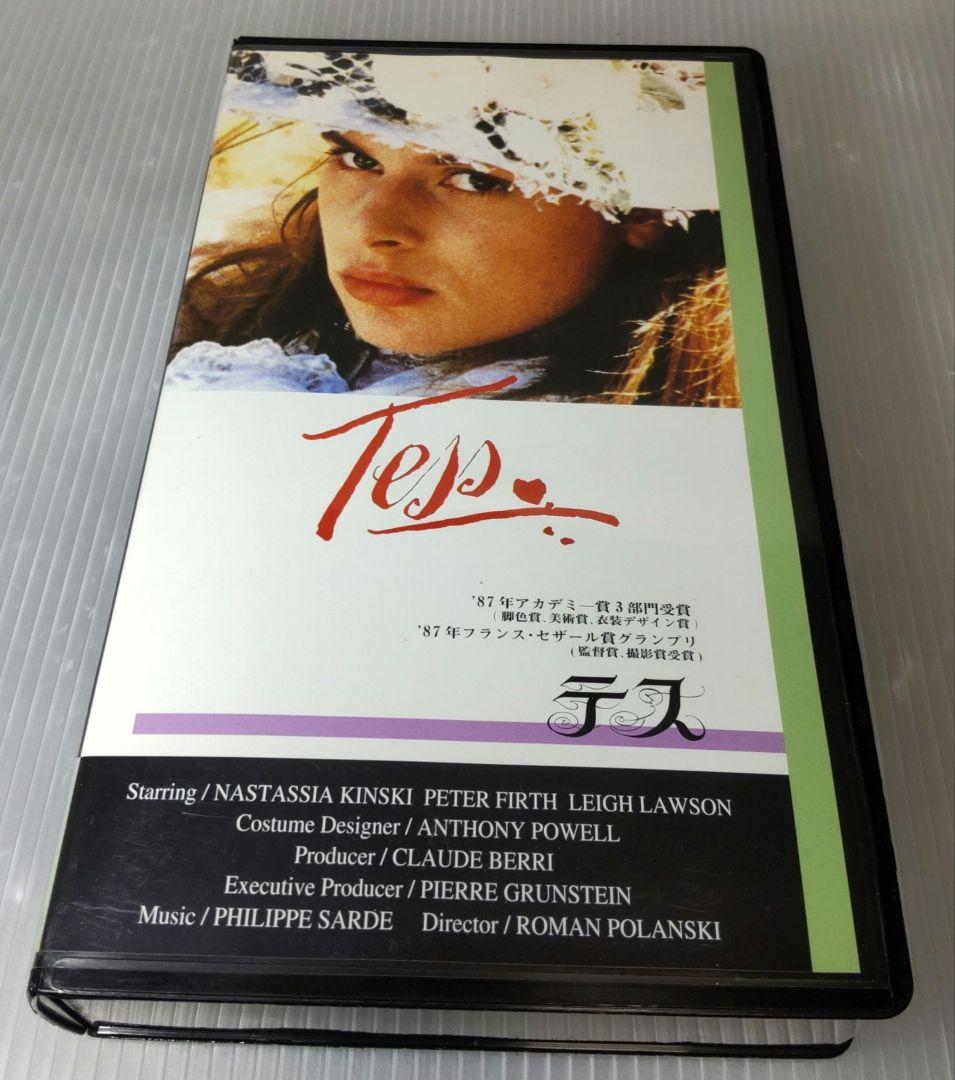 Tess
'87年アカデミー賞3部門受賞
(脚色賞、美術賞、衣装デザイン賞)
'87年フランス・セザール賞グランプリ
(監督賞、撮影賞受賞)
テス
Starring / NASTASSIA KINSKI PETER FIRTH LEIGH LAWSON
Costume Designer / ANTHONY POWELL
Producer / CLAUDE BERRI
Executive Producer / PIERRE GRUNSTEIN
Music / PHILIPPE SARDE Director / ROMAN POLANSKI